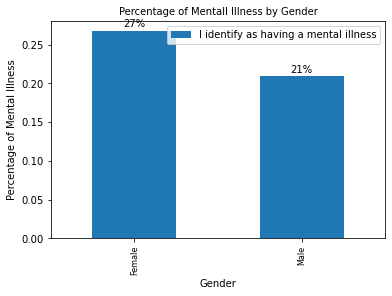 Percentage of Mentall Illness by Gender
27%
I identify as having a mental illness
21%
0.25
0.20
0.15
0.10
0.05
0.00
Percentage of Mental Illness
Female
Male
Gender